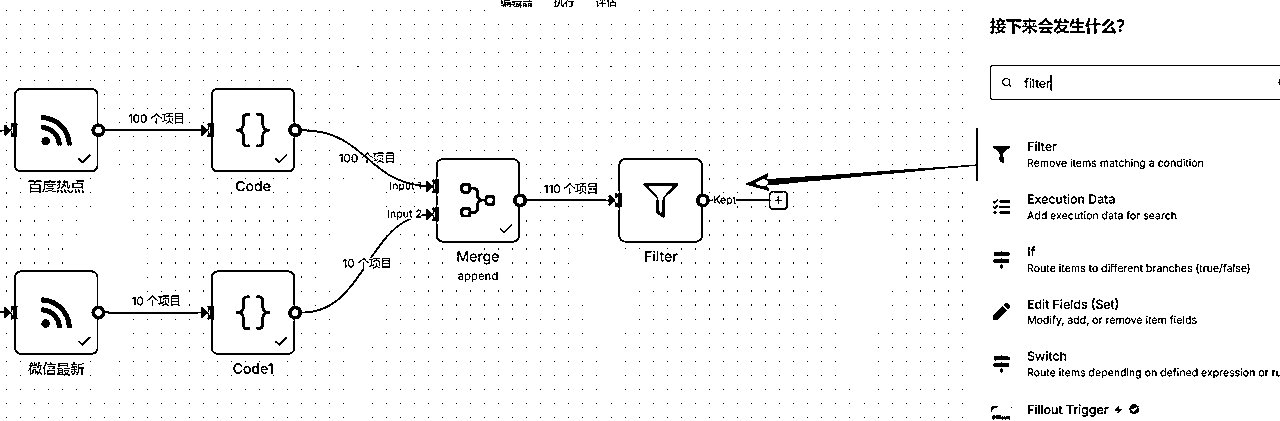 编辑器 执行 评估
接下来会发生什么?
filter
100 个项目
百度热点
Code
100 个项目
Input 1
Input 2
10 个项目
10 个项目
微信最新
Code1
Merge
append
110 个项目
Filter
Kept
Filter
Remove items matching a condition
Execution Data
Add execution data for search
If
Route items to different branches (true/false)
Edit Fields (Set)
Modify, add, or remove item fields
Switch
Route items depending on defined expression or ru
Fillout Trigger